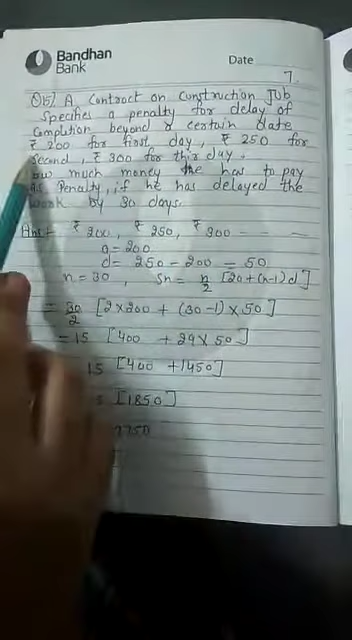 Bandhan
Bank
Date
7.
Q5) A Contract on Construction Job
specifies a penalty for delay of
Completion beyond a certain date
₹ 200 for first day, ₹ 250 for
second, ₹ 300 for third day.
ow much money the has to pay
as Penalty, if he has delayed the
work by 30 days.
Ans: ₹ 200, ₹ 250, ₹ 300 - - -
a = 200
d = 250 - 200 = 50
n = 30, Sn = n/2 [2a + (n-1) d]
= 30/2 [2 × 200 + (30-1) × 50]
= 15 [400 + 29 × 50]
15 [400 + 1450]
[1850]
7750